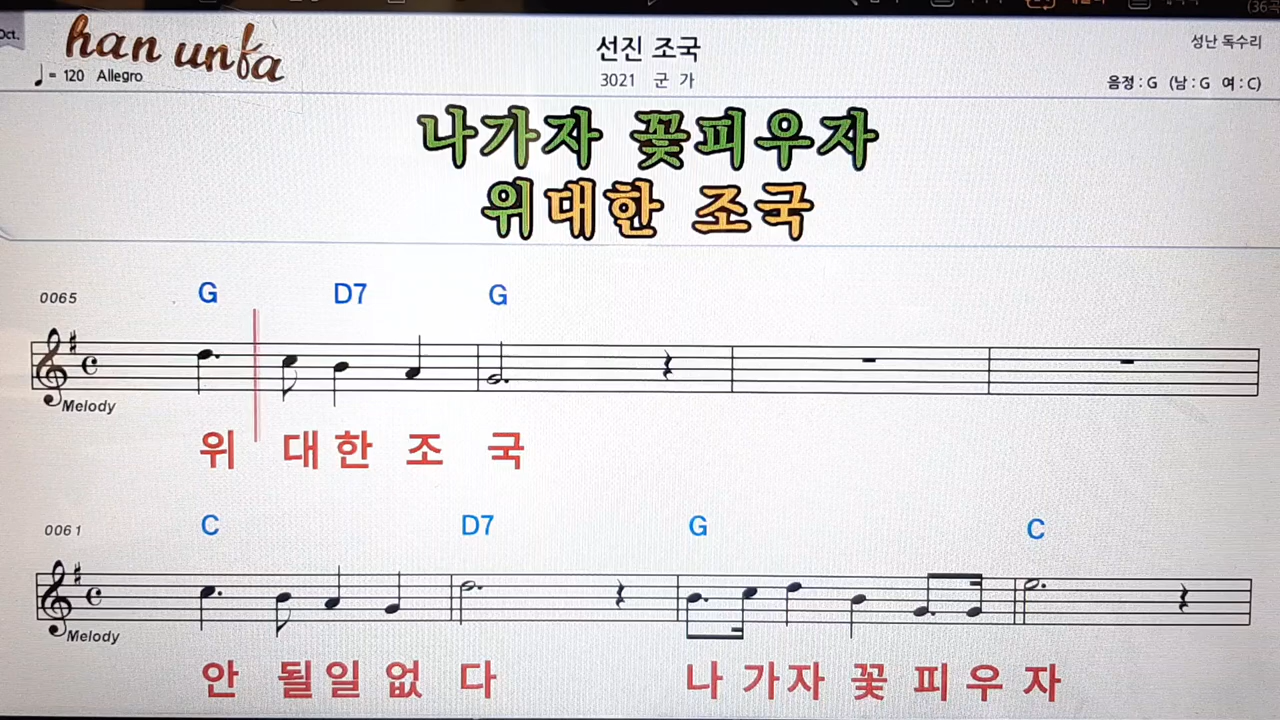 Oct.
han unfa
= 120 Allegro
선진 조국
3021 군 가
성난 독수리
음정 : G (남 : G 여 : C)
나가자 꽃피우자
위대한 조국
0065
G D7 G
Melody
위 대 한 조 국
0061
C D7 G C
Melody
안 될 일 없 다 나 가 자 꽃 피 우 자